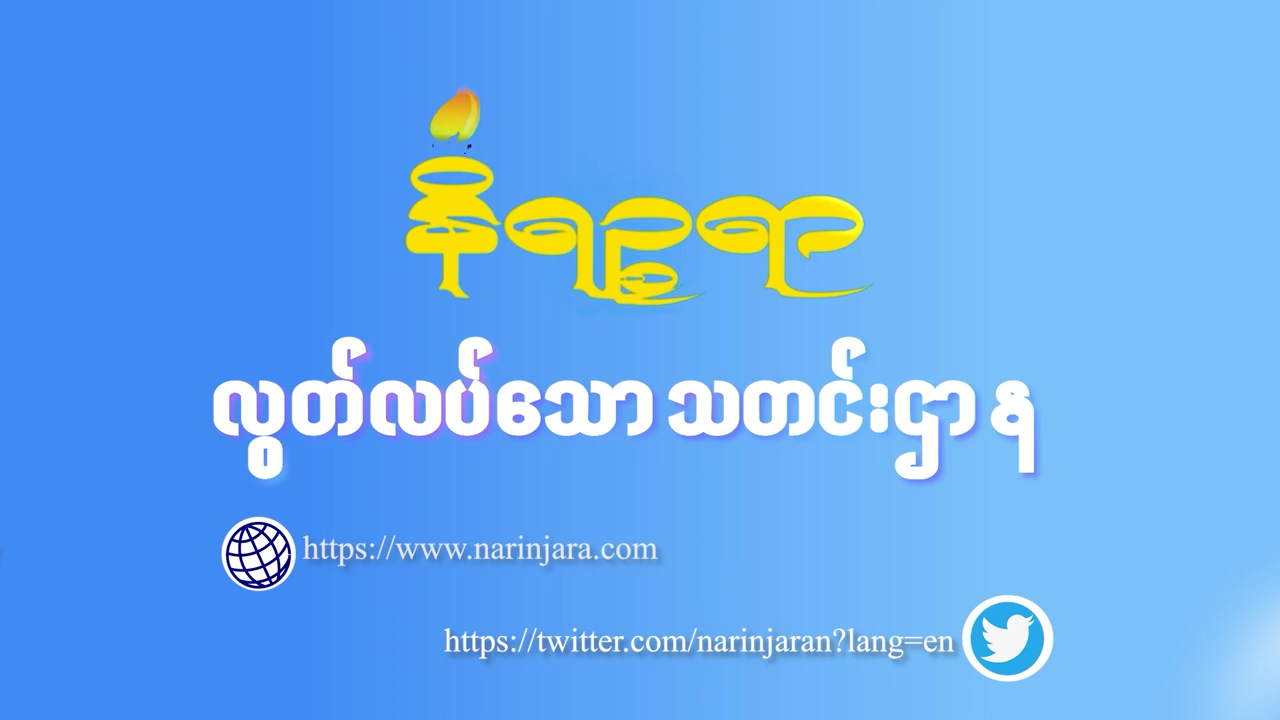 နိရဉ္စရာ
လွတ်လပ်သော သတင်းဌာန
https://www.narinjara.com
https://twitter.com/narinjaran?lang=en